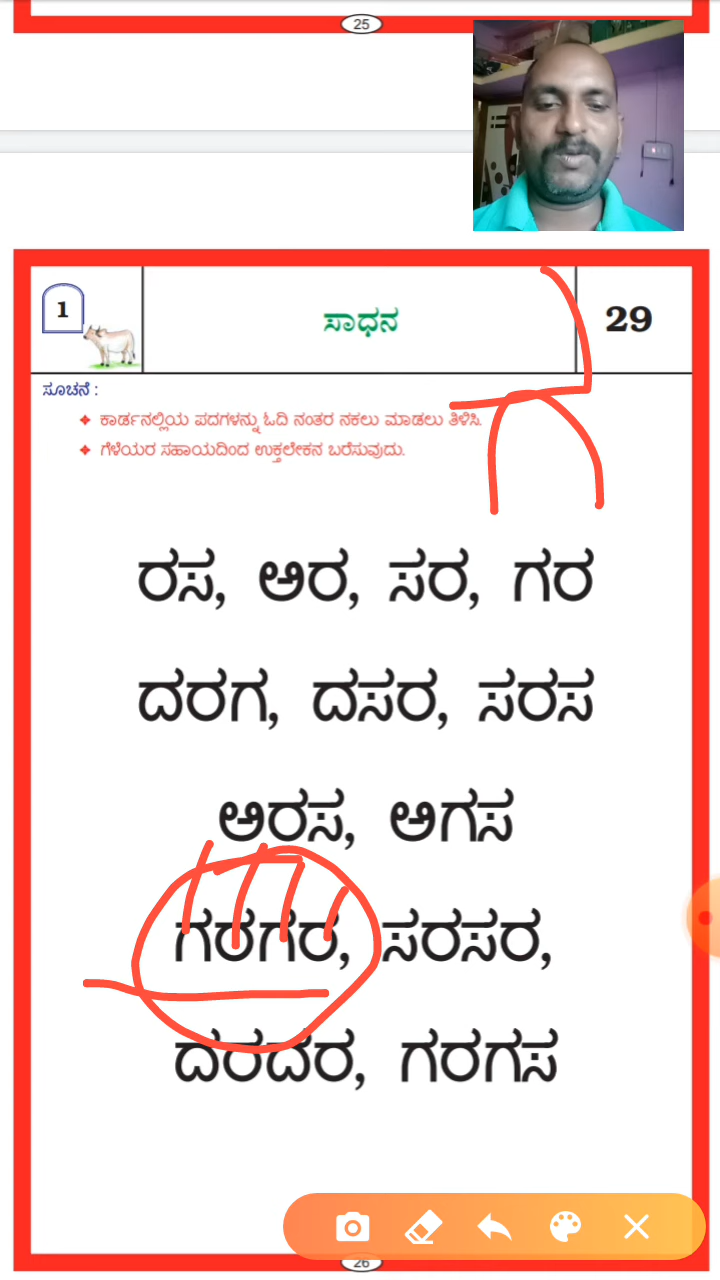 25
1 ಸಾಧನ 29
ಸೂಚನೆ :
❖ ಕಾರ್ಡನಲ್ಲಿಯ ಪದಗಳನ್ನು ಓದಿ ನಂತರ ನಕಲು ಮಾಡಲು ತಿಳಿಸಿ.
❖ ಗೆಳೆಯರ ಸಹಾಯದಿಂದ ಉಕ್ತಲೇಕನ ಬರೆಸುವುದು.
ರಸ, ಅರ, ಸರ, ಗರ
ದರಗ, ದಸರ, ಸರಸ
ಅರಸ, ಅಗಸ
ಗರಗರ, ಸರಸರ,
ದರದರ, ಗರಗಸ
26